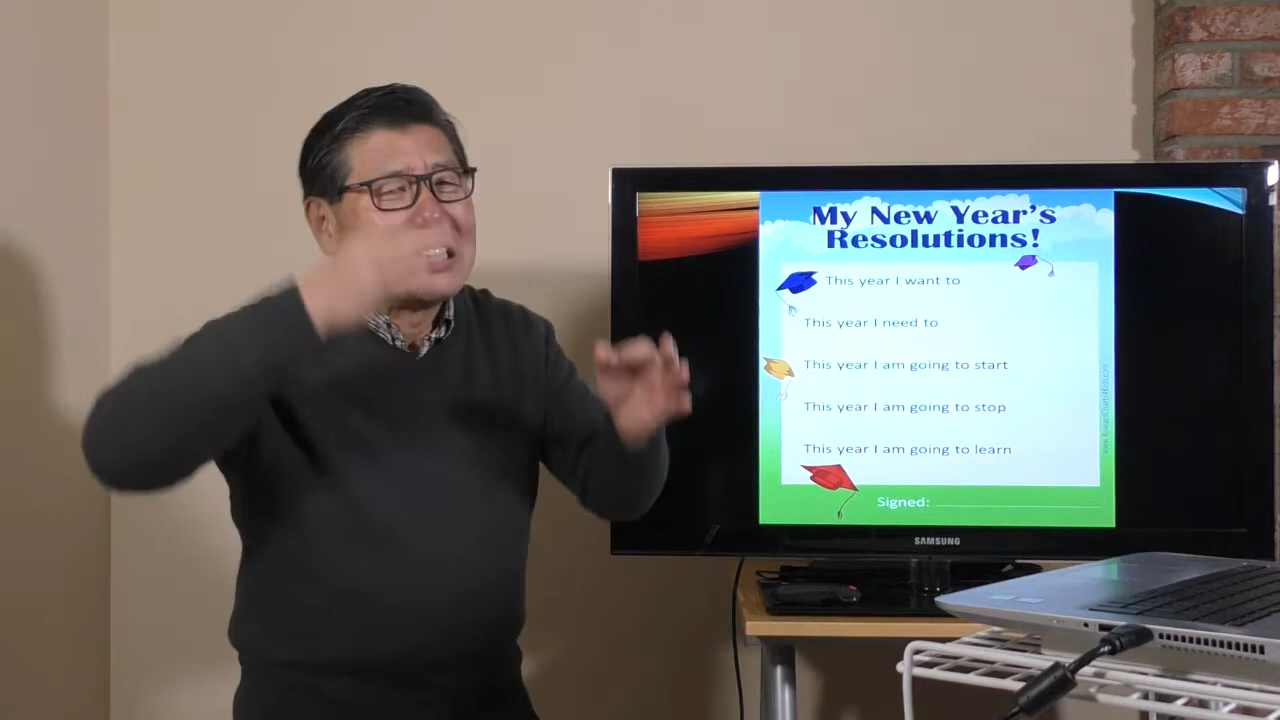 My New Year's
Resolutions!
This year I want to
This year I need to
This year I am going to start
This year I am going to stop
This year I am going to learn
Signed:
SAMSUNG